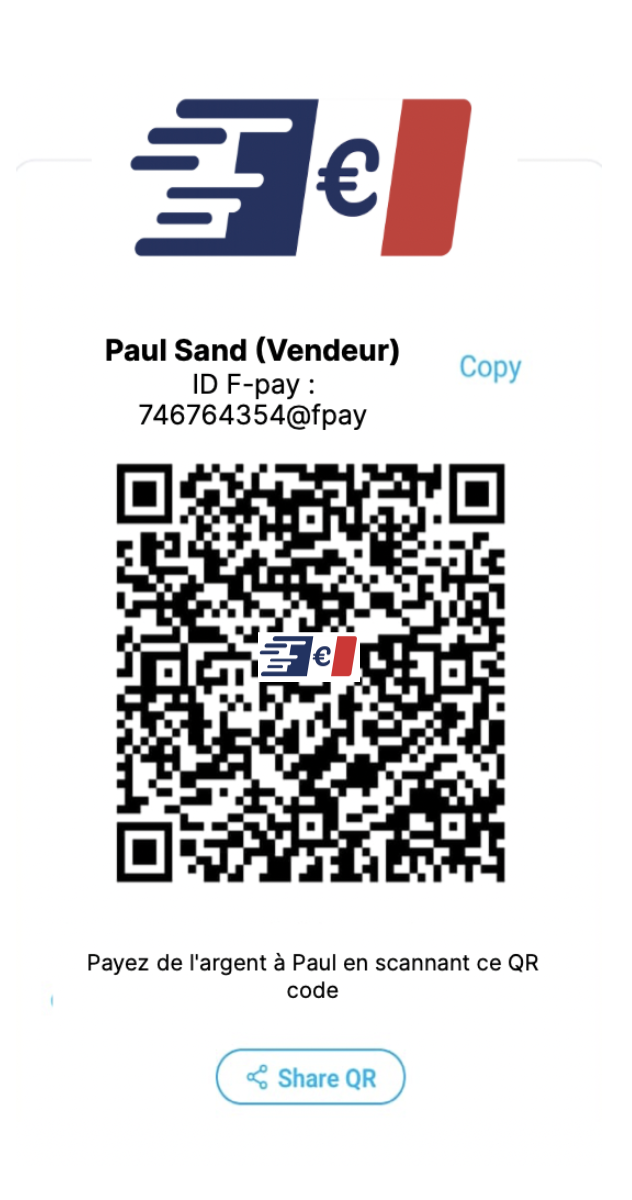 €
Paul Sand (Vendeur)
Copy
ID F-pay :
746764354@fpay
€
Payez de l'argent à Paul en scannant ce QR
code
Share QR